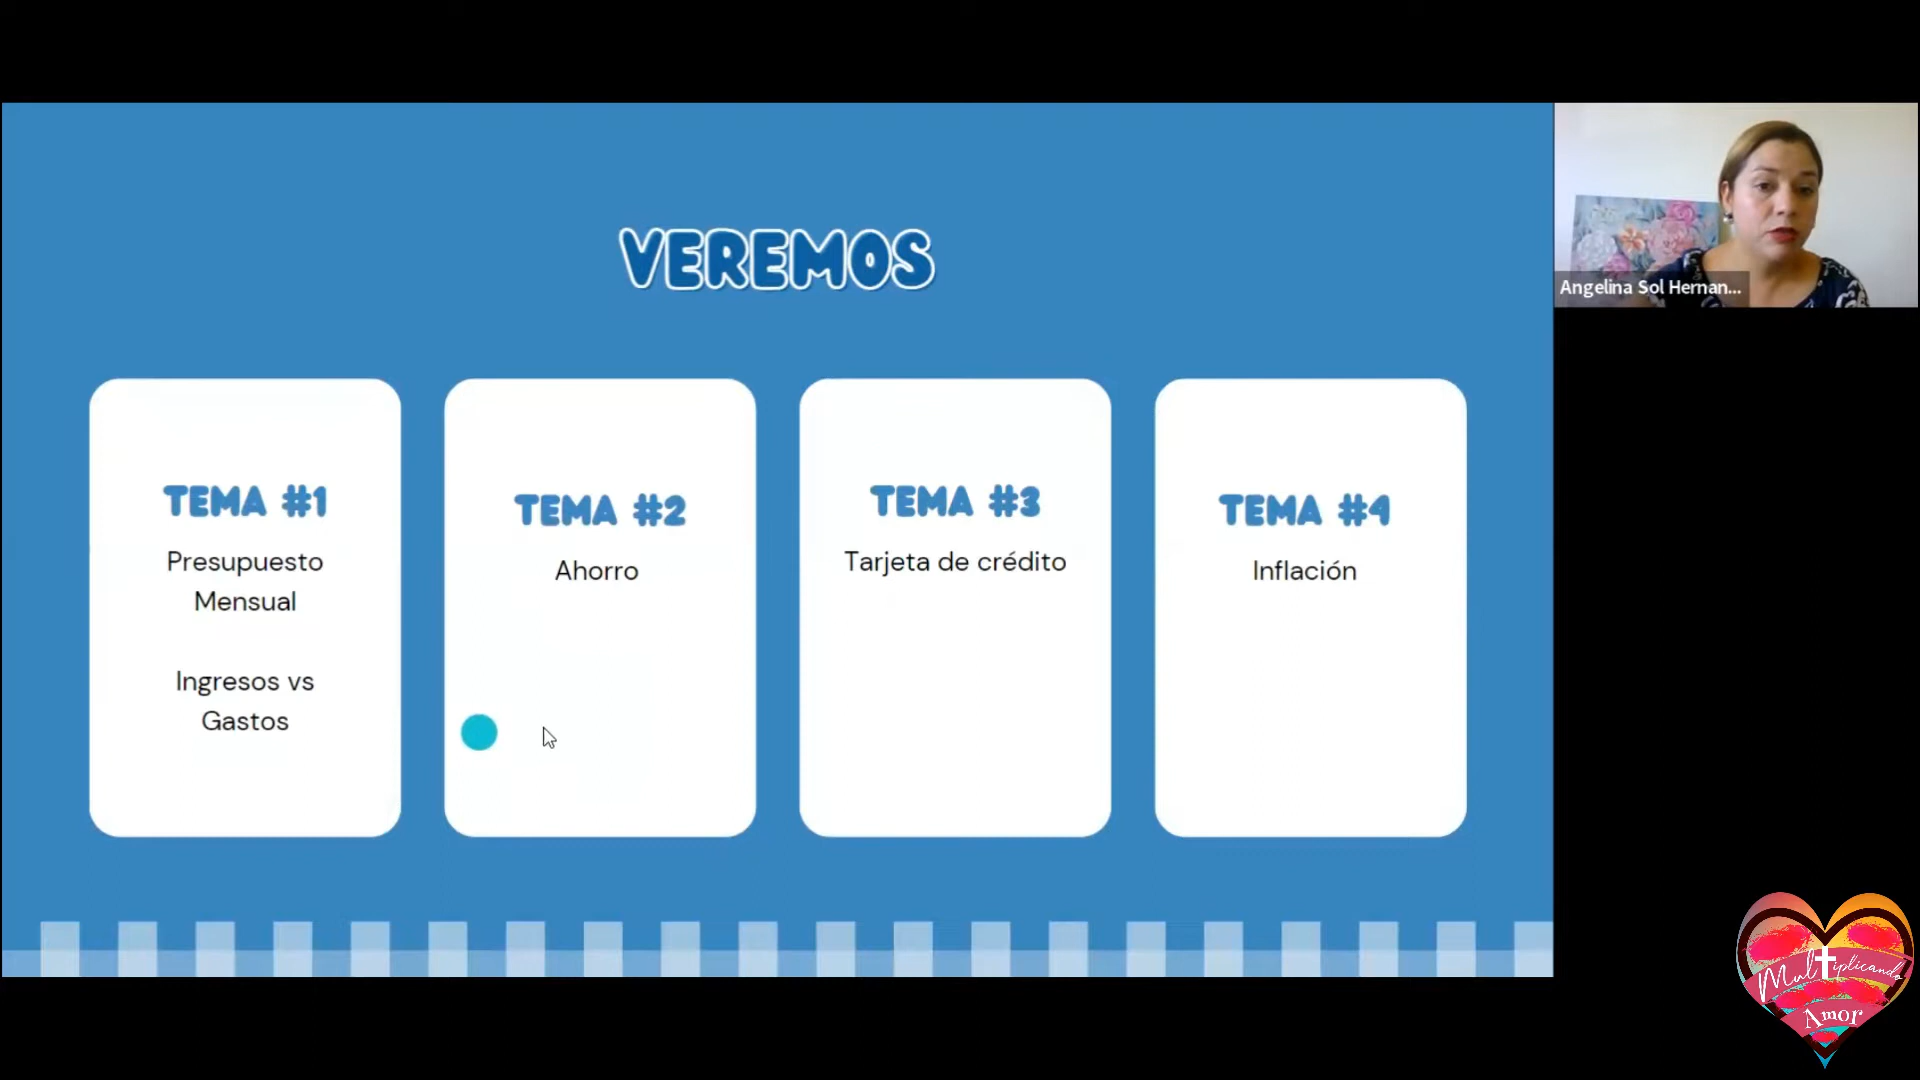 VEREMOS
TEMA #1
Presupuesto
Mensual
Ingresos vs
Gastos
TEMA #2
Ahorro
TEMA #3
Tarjeta de crédito
TEMA #4
Inflación
Angelina Sol Hernan...
Multiplicando
Amor